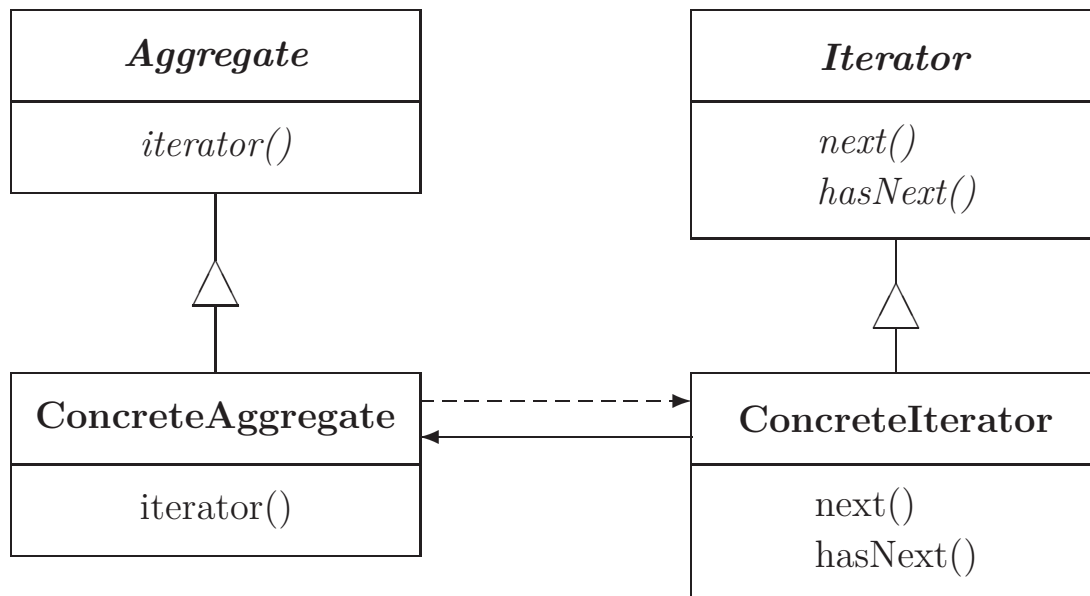 Aggregate
iterator()
Iterator
next()
hasNext()
ConcreteAggregate
iterator()
ConcreteIterator
next()
hasNext()